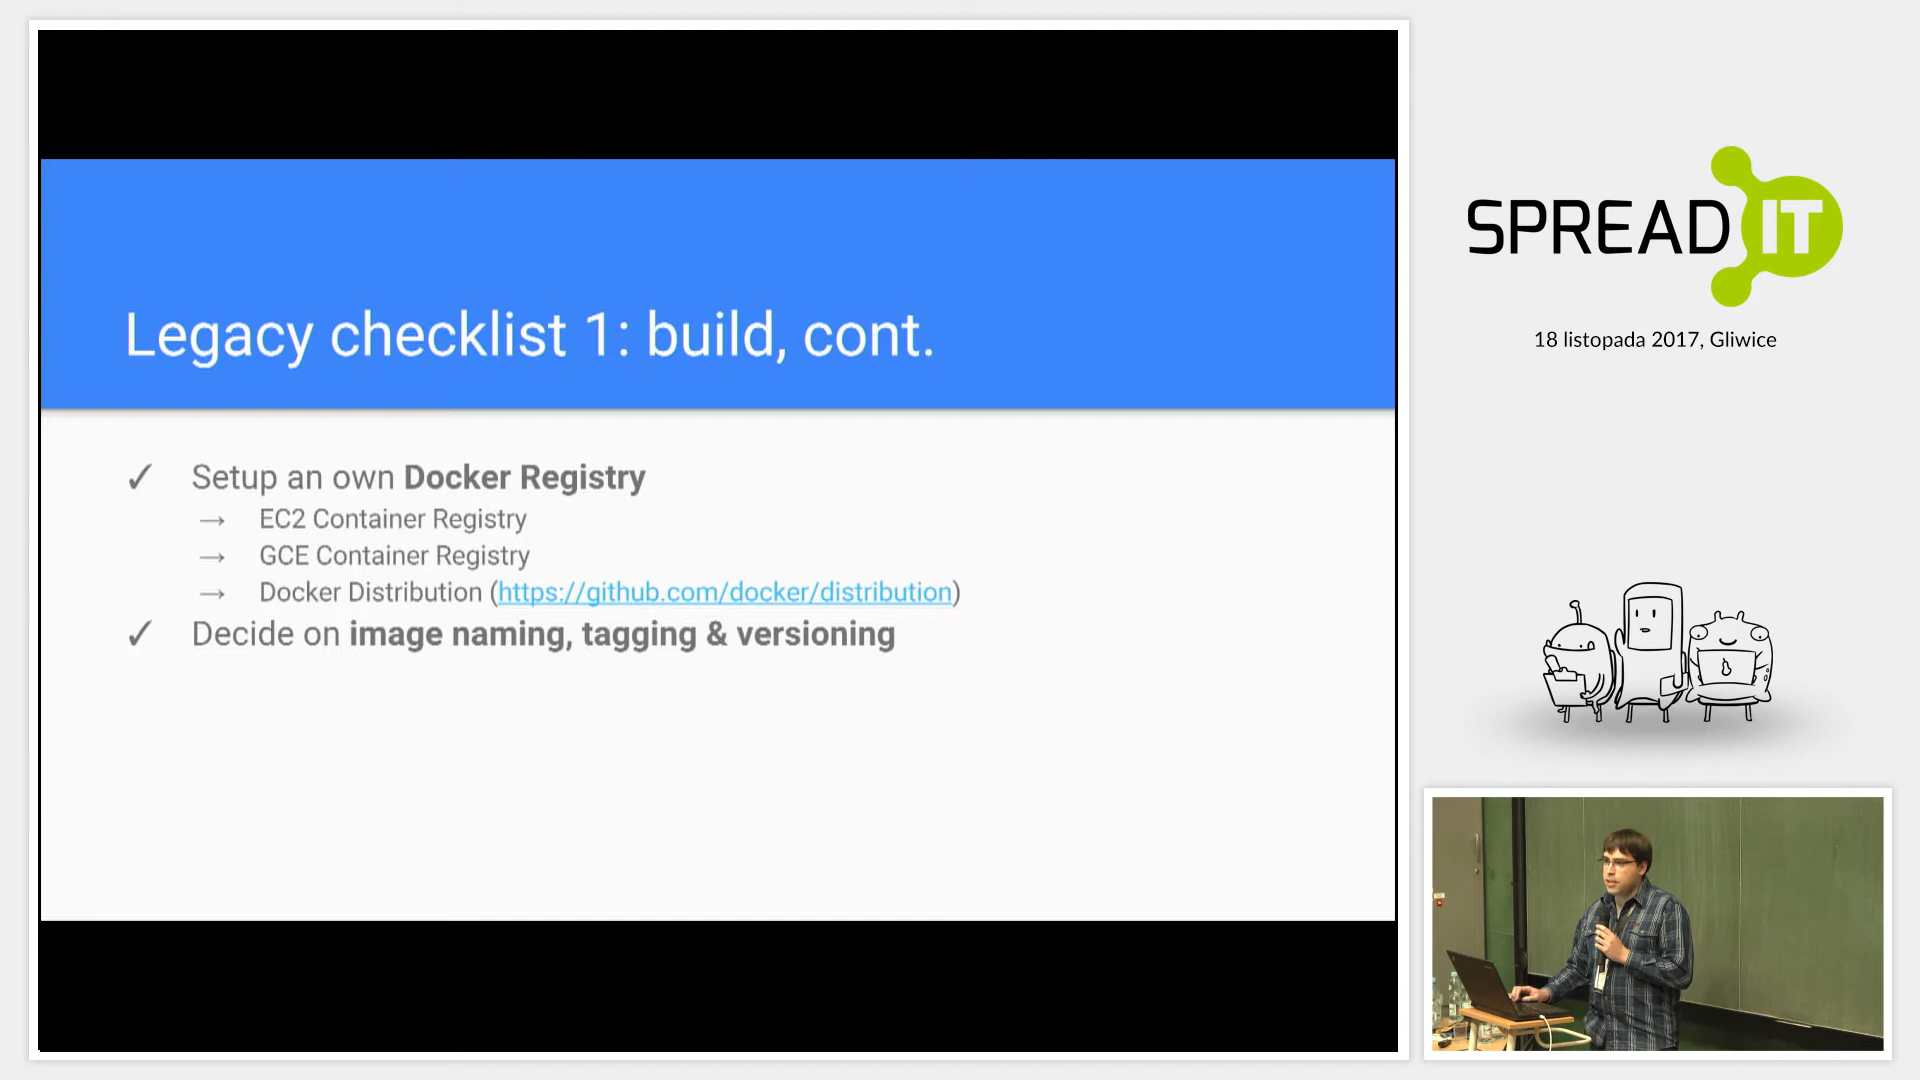 Legacy checklist 1: build, cont.
✓ Setup an own Docker Registry
→ EC2 Container Registry
→ GCE Container Registry
→ Docker Distribution (https://github.com/docker/distribution)
✓ Decide on image naming, tagging & versioning
SPREAD IT
18 listopada 2017, Gliwice